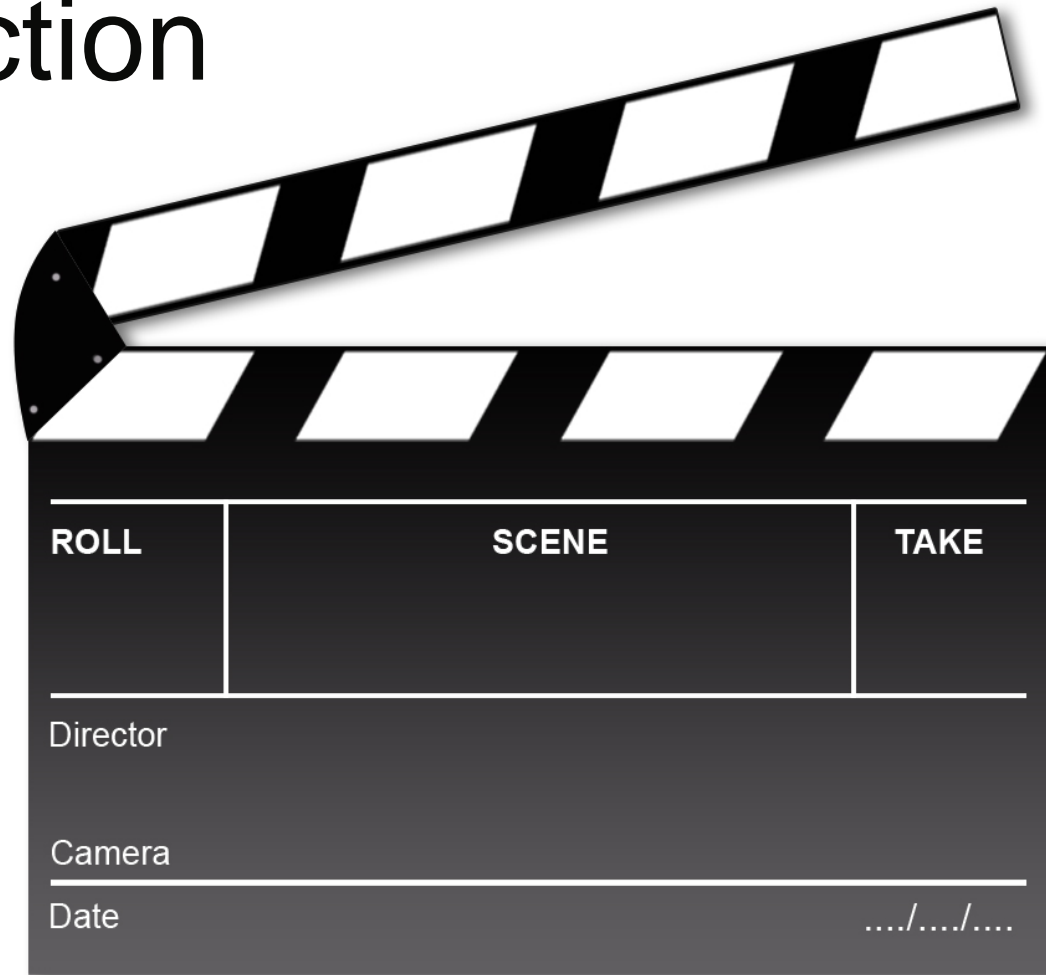 ction
ROLL SCENE TAKE
Director
Camera
Date ..../..../....